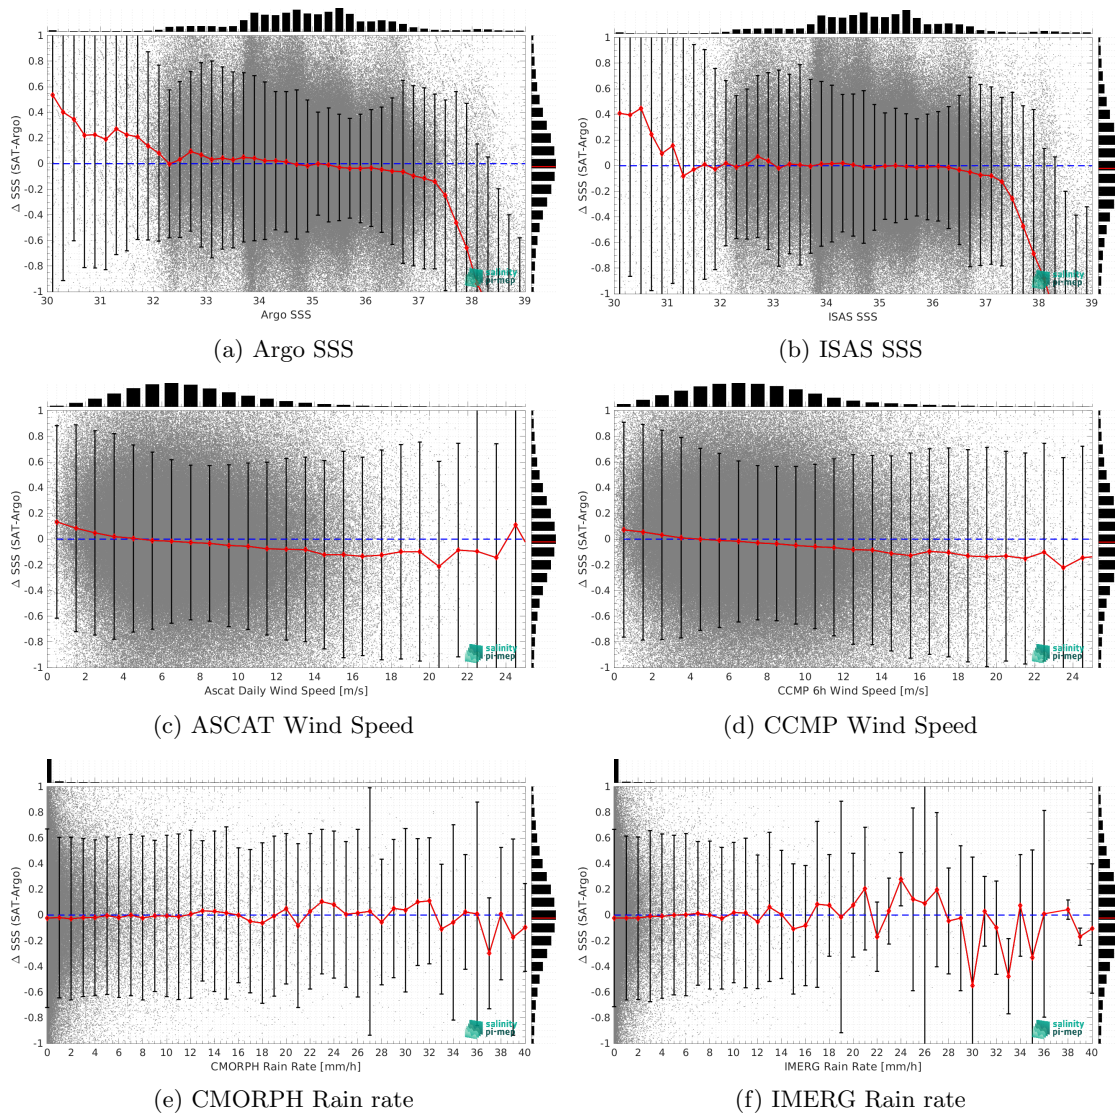 1
0.8
0.6
0.4
0.2
0
-0.2
-0.4
-0.6
-0.8
-1
Δ SSS (SAT-Argo)
30 31 32 33 34 35 36 37 38 39
Argo SSS
salinity
pi-mep
(a) Argo SSS
1
0.8
0.6
0.4
0.2
0
-0.2
-0.4
-0.6
-0.8
-1
Δ SSS (SAT-Argo)
30 31 32 33 34 35 36 37 38 39
ISAS SSS
salinity
pi-mep
(b) ISAS SSS
1
0.8
0.6
0.4
0.2
0
-0.2
-0.4
-0.6
-0.8
-1
Δ SSS (SAT-Argo)
0 2 4 6 8 10 12 14 16 18 20 22 24
Ascat Daily Wind Speed [m/s]
salinity
pi-mep
(c) ASCAT Wind Speed
1
0.8
0.6
0.4
0.2
0
-0.2
-0.4
-0.6
-0.8
-1
Δ SSS (SAT-Argo)
0 2 4 6 8 10 12 14 16 18 20 22 24
CCMP 6h Wind Speed [m/s]
salinity
pi-mep
(d) CCMP Wind Speed
1
0.8
0.6
0.4
0.2
0
-0.2
-0.4
-0.6
-0.8
-1
Δ SSS (SAT-Argo)
0 2 4 6 8 10 12 14 16 18 20 22 24 26 28 30 32 34 36 38 40
CMORPH Rain Rate [mm/h]
salinity
pi-mep
(e) CMORPH Rain rate
1
0.8
0.6
0.4
0.2
0
-0.2
-0.4
-0.6
-0.8
-1
Δ SSS (SAT-Argo)
0 2 4 6 8 10 12 14 16 18 20 22 24 26 28 30 32 34 36 38 40
IMERG Rain Rate [mm/h]
salinity
pi-mep
(f) IMERG Rain rate